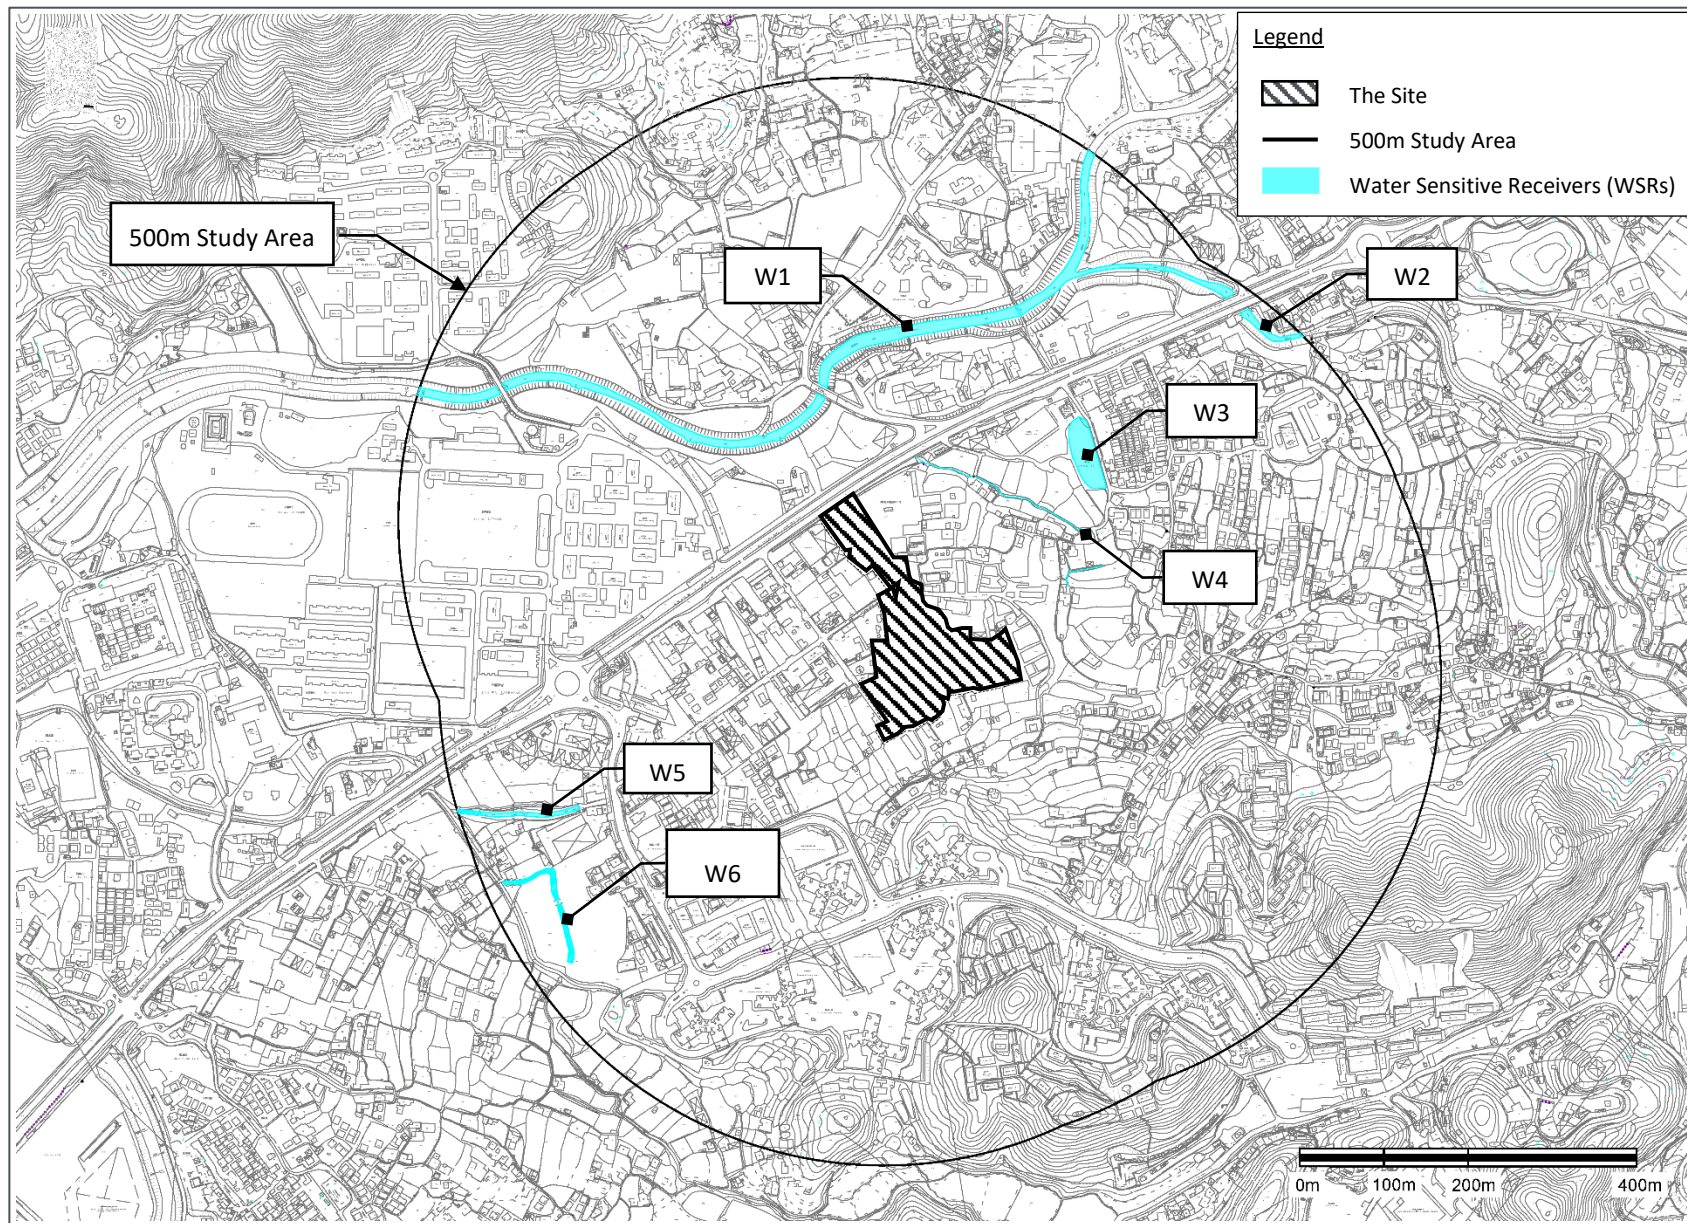 Legend
The Site
500m Study Area
Water Sensitive Receivers (WSRs)
500m Study Area
W1
W2
W3
W4
W5
W6
0m 100m 200m 400m